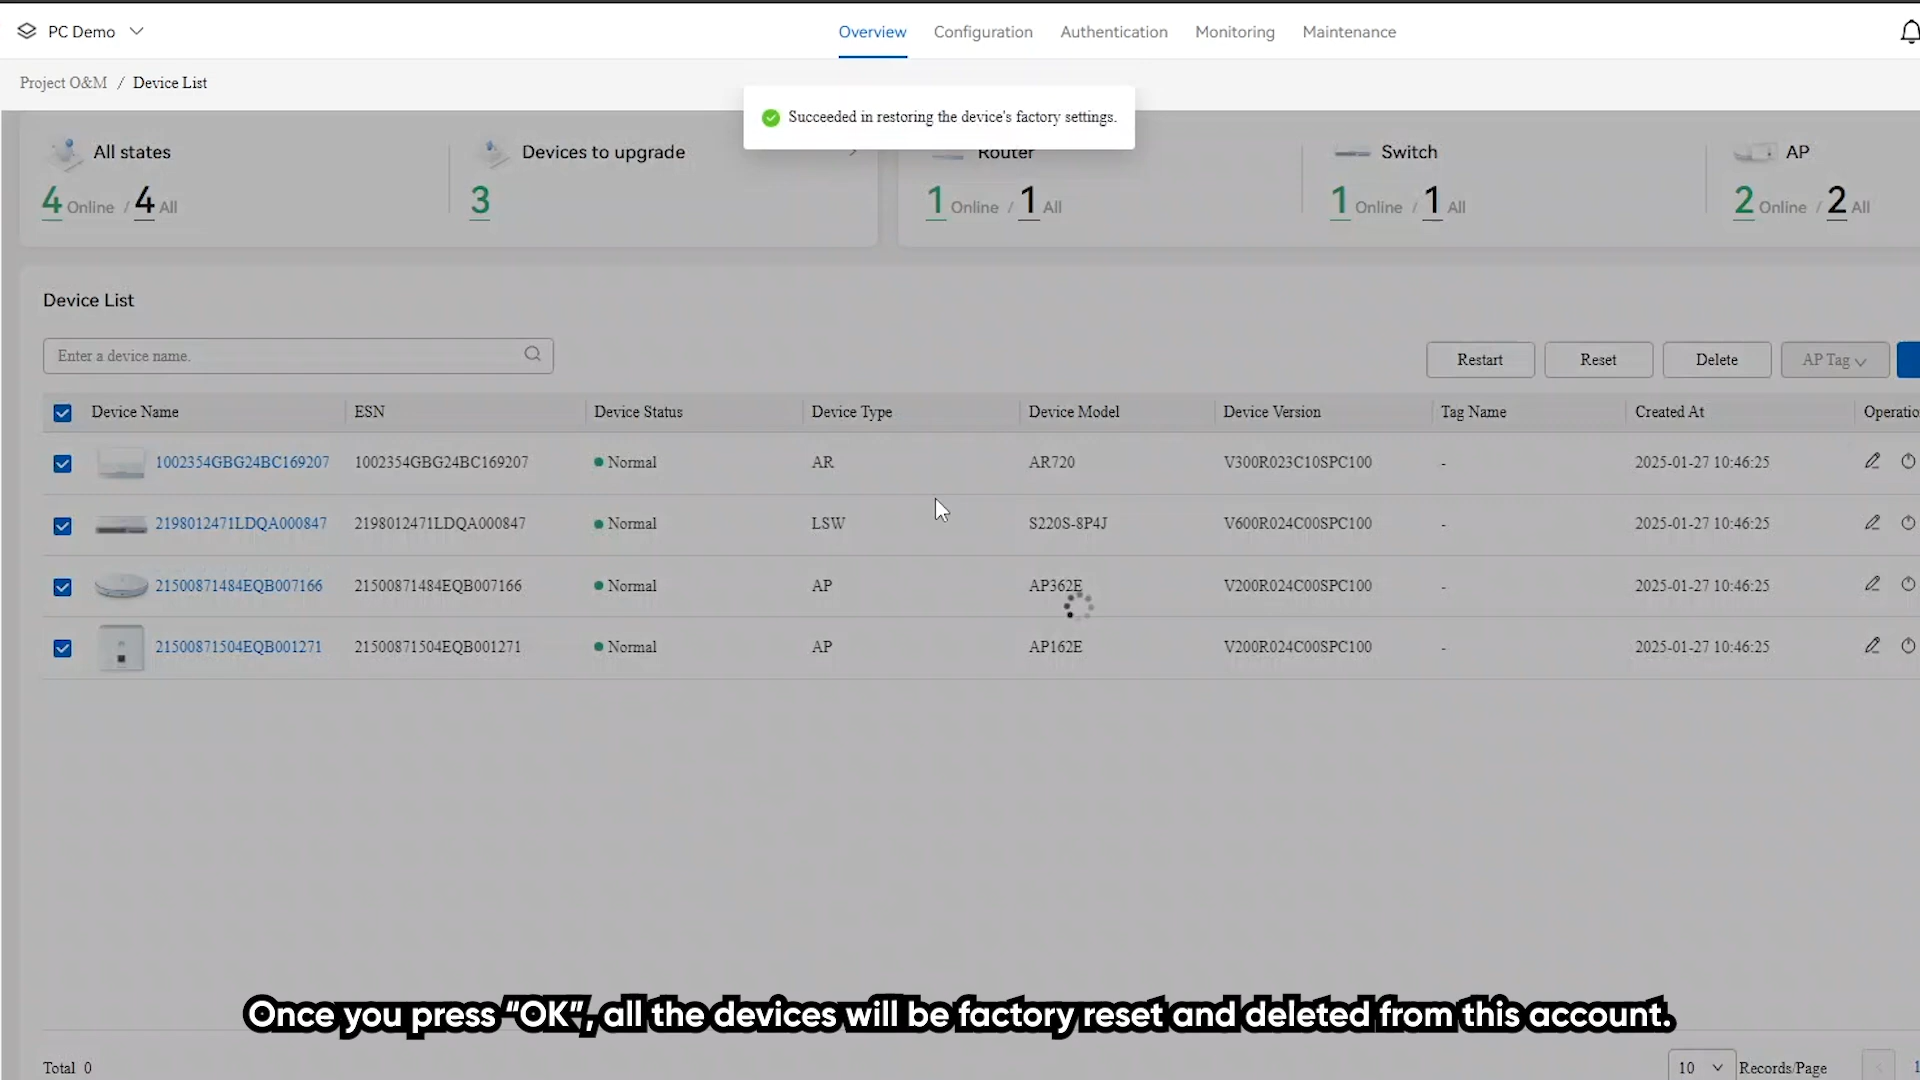 PC Demo
Overview Configuration Authentication Monitoring Maintenance
Project O&M / Device List
Succeeded in restoring the device's factory settings.
All states Devices to upgrade Router Switch AP
4 Online / 4 All 3 1 Online / 1 All 1 Online / 1 All 2 Online / 2 All
Device List
Enter a device name. Restart Reset Delete AP Tag
Device Name ESN Device Status Device Type Device Model Device Version Tag Name Created At Operatio
1002354GBG24BC169207 1002354GBG24BC169207 Normal AR AR720 V300R023C10SPC100 - 2025-01-27 10:46:25
2198012471LDQA000847 2198012471LDQA000847 Normal LSW S220S-8P4J V600R024C00SPC100 - 2025-01-27 10:46:25
21500871484EQB007166 21500871484EQB007166 Normal AP AP362E V200R024C00SPC100 - 2025-01-27 10:46:25
21500871504EQB001271 21500871504EQB001271 Normal AP AP162E V200R024C00SPC100 - 2025-01-27 10:46:25
Once you press “OK”, all the devices will be factory reset and deleted from this account.
Total 0 10 Records/Page 1